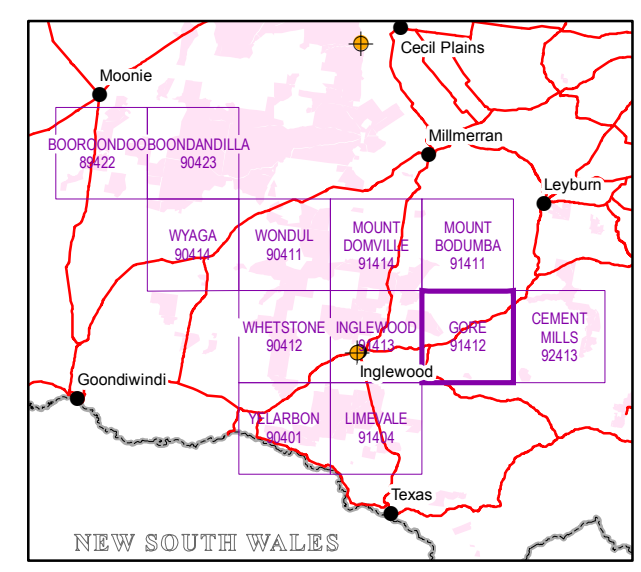 Cecil Plains
Moonie
Millmerran
BOOROONDOO
89422
BOONDANDILLA
90423
Leyburn
WYAGA
90414
WONDUL
90411
MOUNT
DOMVILLE
91414
MOUNT
BODUMBA
91411
WHETSTONE
90412
INGLEWOOD
91413
GORE
91412
CEMENT
MILLS
92413
Inglewood
Goondiwindi
YELARBON
90401
LIMEVALE
91404
Texas
NEW SOUTH WALES